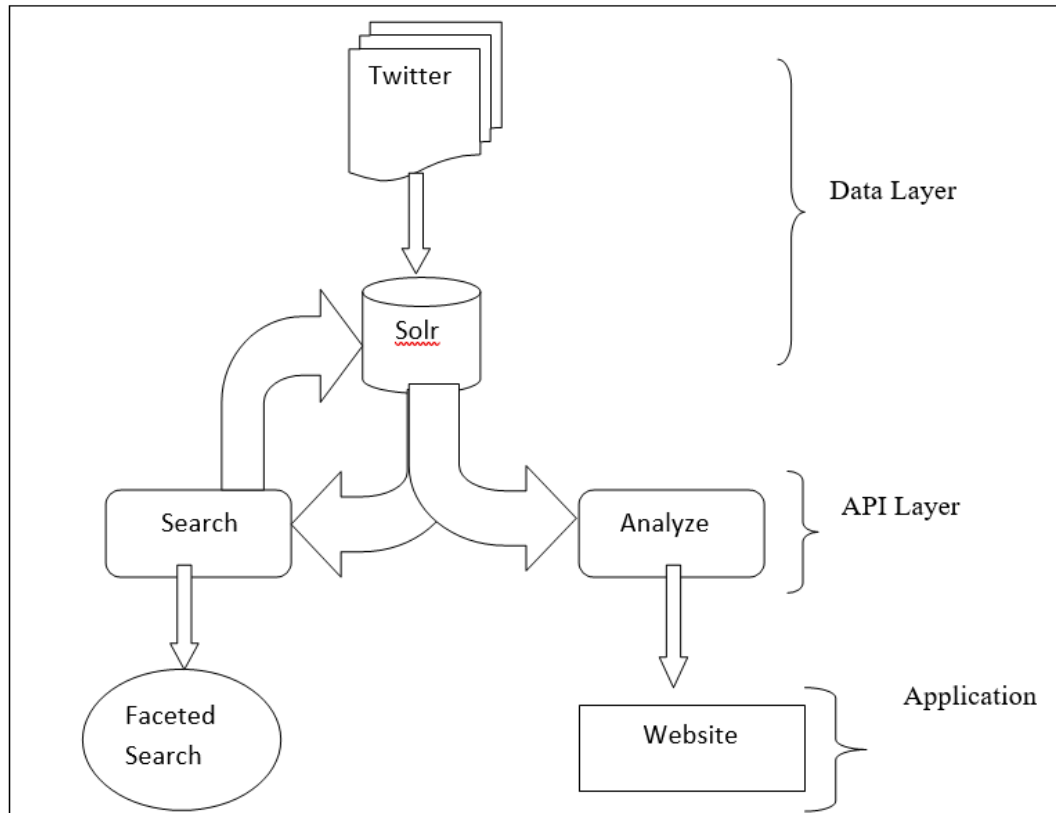 Twitter
Data Layer
Solr
Search
Analyze
API Layer
Faceted
Search
Website
Application